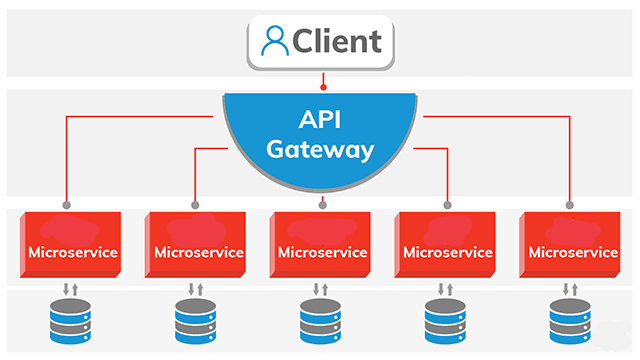 Client
API
Gateway
Microservice
Microservice
Microservice
Microservice
Microservice